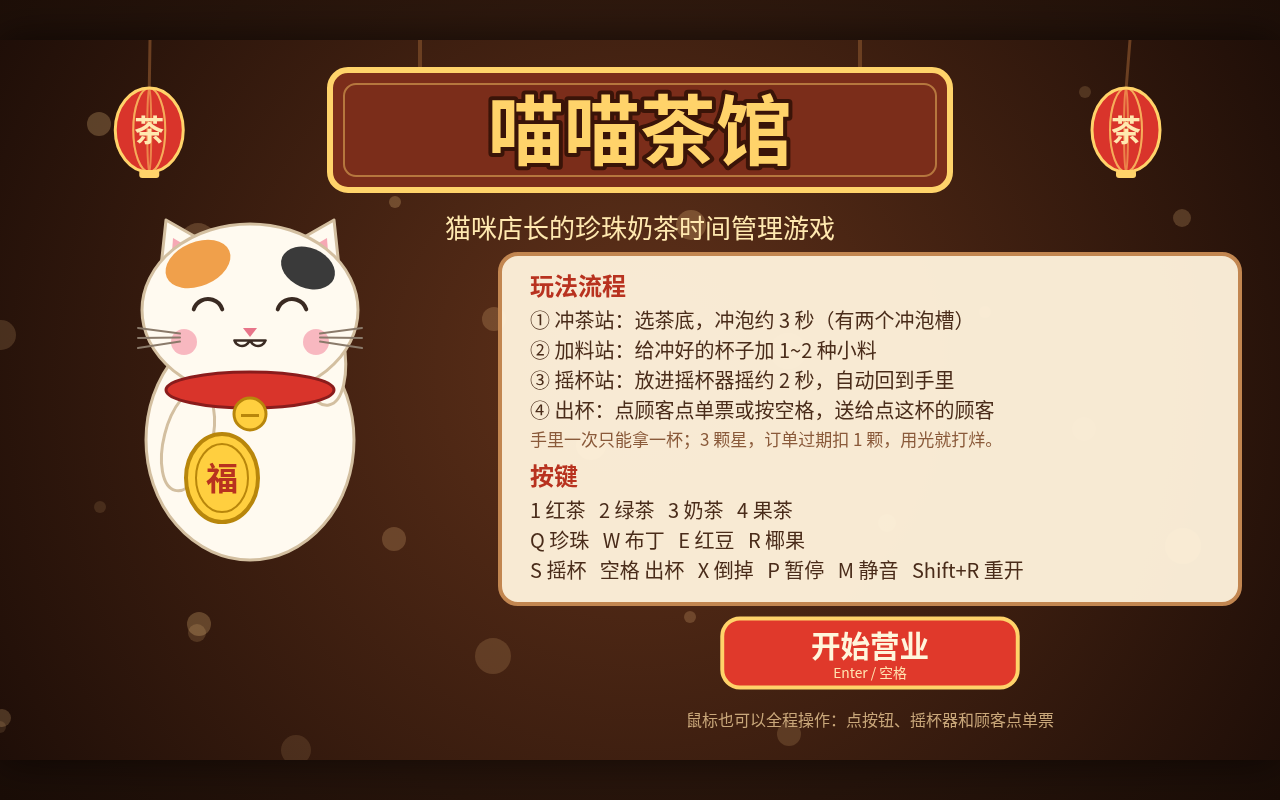 喵喵茶馆
茶
茶
猫咪店长的珍珠奶茶时间管理游戏
福
玩法流程
① 冲茶站：选茶底，冲泡约 3 秒（有两个冲泡槽）
② 加料站：给冲好的杯子加 1~2 种小料
③ 摇杯站：放进摇杯器摇约 2 秒，自动回到手里
④ 出杯：点顾客点单票或按空格，送给点这杯的顾客
手里一次只能拿一杯；3 颗星，订单过期扣 1 颗，用光就打烊。
按键
1 红茶 2 绿茶 3 奶茶 4 果茶
Q 珍珠 W 布丁 E 红豆 R 椰果
S 摇杯 空格 出杯 X 倒掉 P 暂停 M 静音 Shift+R 重开
开始营业
Enter / 空格
鼠标也可以全程操作：点按钮、摇杯器和顾客点单票